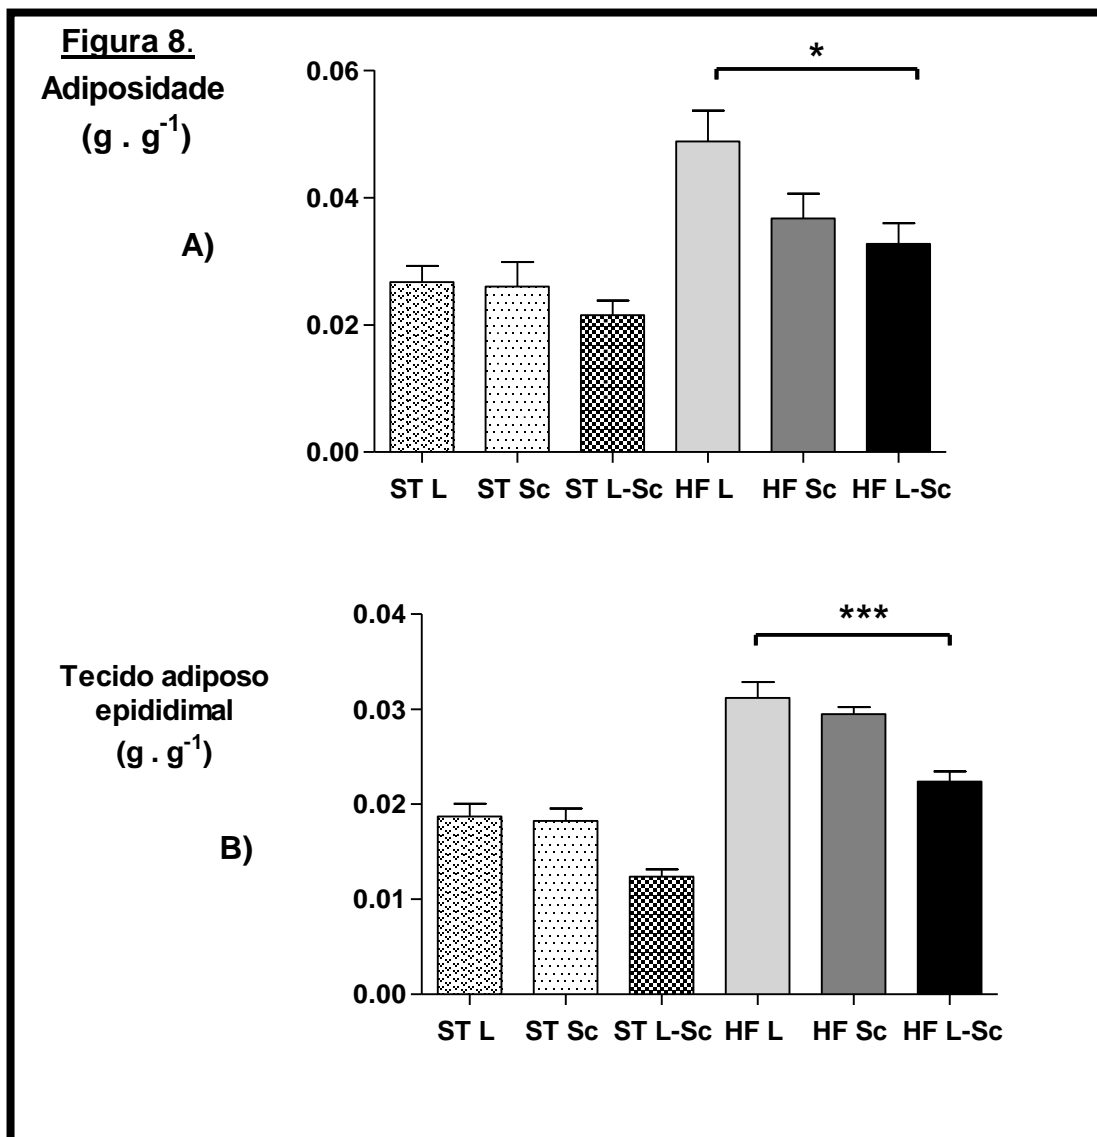 Figura 8.
Adiposidade
(g . g-1)
A)
*
0.06
0.04
0.02
0.00
ST L ST Sc ST L-Sc HF L HF Sc HF L-Sc
Tecido adiposo
epididimal
(g . g-1)
B)
***
0.04
0.03
0.02
0.01
0.00
ST L ST Sc ST L-Sc HF L HF Sc HF L-Sc